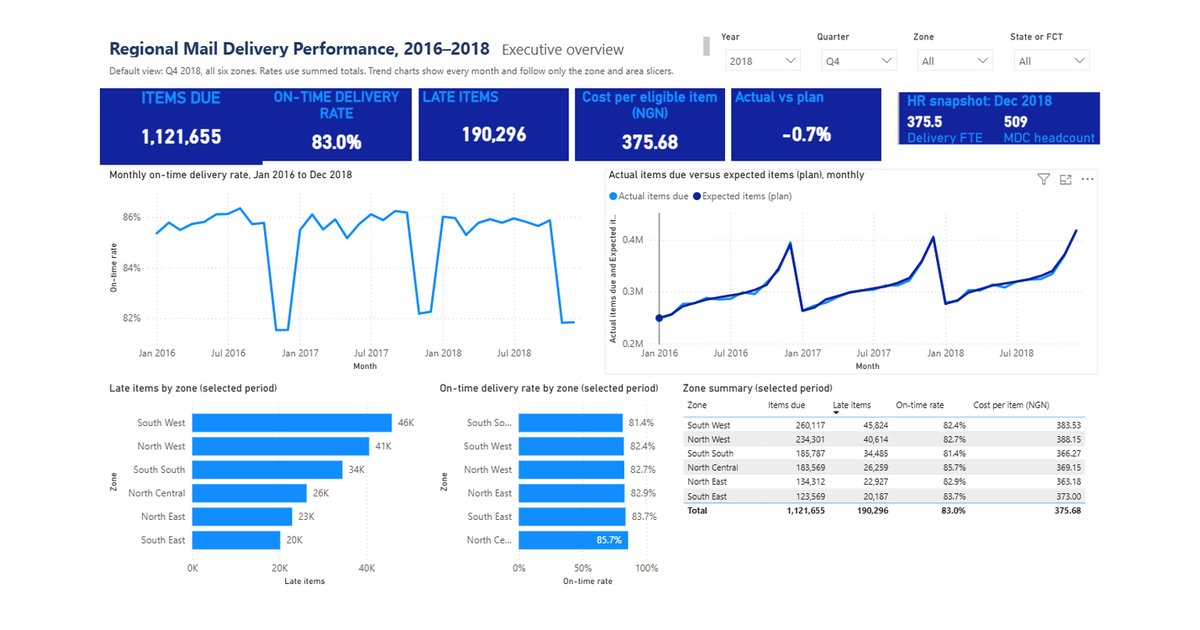 Regional Mail Delivery Performance, 2016–2018 Executive overview
Default view: Q4 2018, all six zones. Rates use summed totals. Trend charts show every month and follow only the zone and area slicers.
Year
2018
Quarter
Q4
Zone
All
State or FCT
All
ITEMS DUE
1,121,655
ON-TIME DELIVERY
RATE
83.0%
LATE ITEMS
190,296
Cost per eligible item
(NGN)
375.68
Actual vs plan
-0.7%
HR snapshot: Dec 2018
375.5 509
Delivery FTE MDC headcount
Monthly on-time delivery rate, Jan 2016 to Dec 2018
On-time rate
86%
84%
82%
Jan 2016 Jul 2016 Jan 2017 Jul 2017 Jan 2018 Jul 2018
Month
Actual items due versus expected items (plan), monthly
Actual items due Expected items (plan)
Actual items due and Expected it..
0.4M
0.3M
0.2M
Jan 2016 Jul 2016 Jan 2017 Jul 2017 Jan 2018 Jul 2018
Month
Late items by zone (selected period)
Zone
South West 46K
North West 41K
South South 34K
North Central 26K
North East 23K
South East 20K
0K 20K 40K
Late items
On-time delivery rate by zone (selected period)
Zone
South So... 81.4%
South West 82.4%
North West 82.7%
North East 82.9%
South East 83.7%
North Ce... 85.7%
0% 50% 100%
On-time rate
Zone summary (selected period)
Zone Items due Late items On-time rate Cost per item (NGN)
South West 260,117 45,824 82.4% 383.53
North West 234,301 40,614 82.7% 388.15
South South 185,787 34,485 81.4% 366.27
North Central 183,569 26,259 85.7% 369.15
North East 134,312 22,927 82.9% 363.18
South East 123,569 20,187 83.7% 373.00
Total 1,121,655 190,296 83.0% 375.68